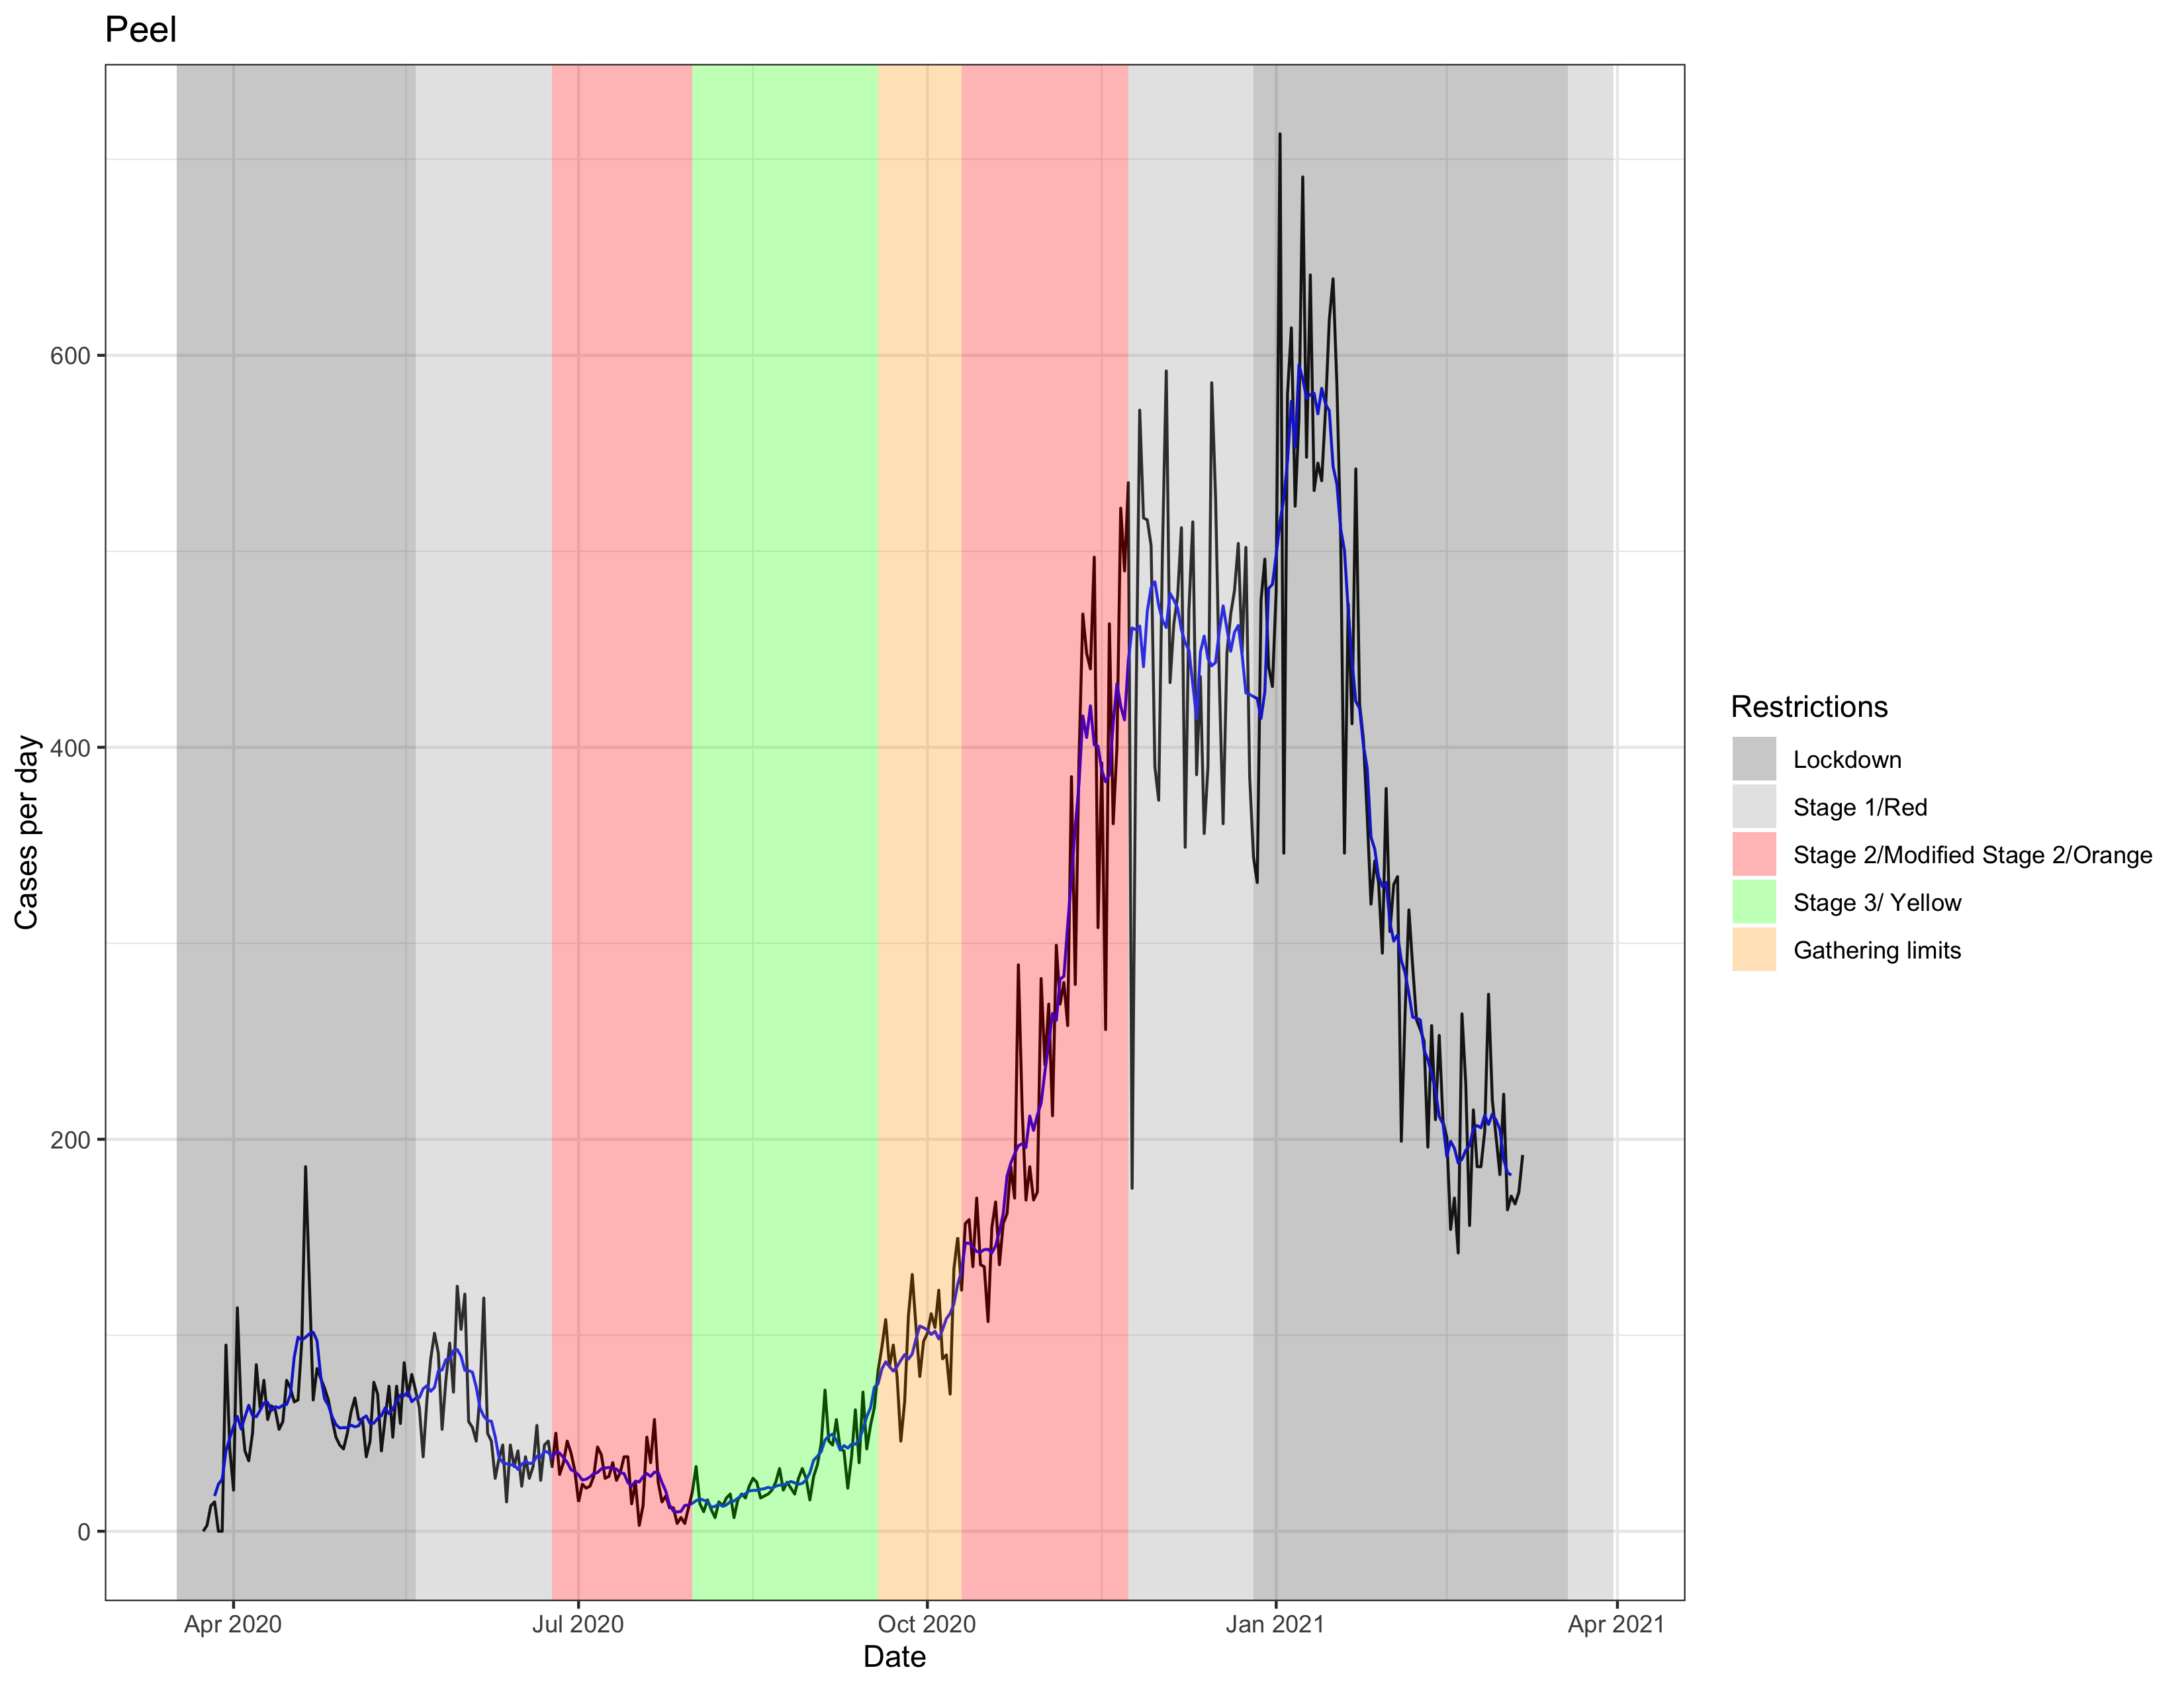 Peel
600
400
200
0
Cases per day
Apr 2020
Jul 2020
Oct 2020
Jan 2021
Apr 2021
Date
Restrictions
Lockdown
Stage 1/Red
Stage 2/Modified Stage 2/Orange
Stage 3/ Yellow
Gathering limits